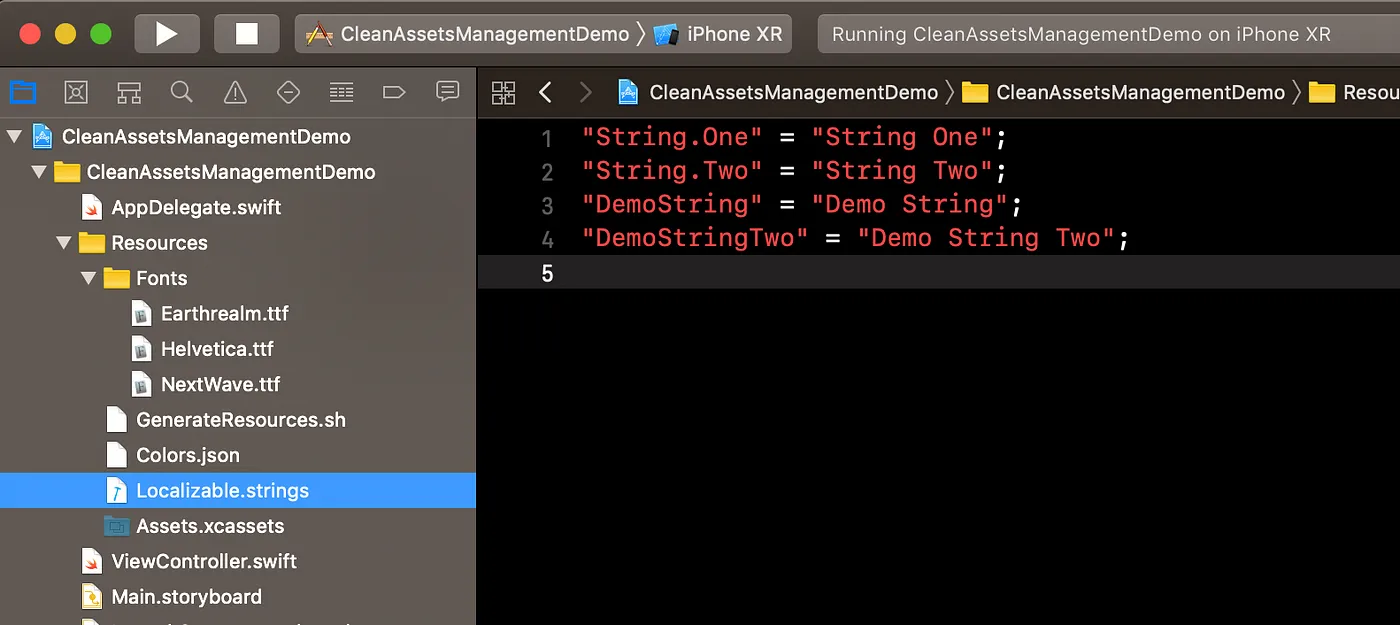 CleanAssetsManagementDemo 〉 iPhone XR
Running CleanAssetsManagementDemo on iPhone XR
CleanAssetsManagementDemo 〉 CleanAssetsManagementDemo 〉 Resou
CleanAssetsManagementDemo
CleanAssetsManagementDemo
AppDelegate.swift
Resources
Fonts
Earthrealm.ttf
Helvetica.ttf
NextWave.ttf
GenerateResources.sh
Colors.json
Localizable.strings
Assets.xcassets
ViewController.swift
Main.storyboard
1 "String.One" = "String One";
2 "String.Two" = "String Two";
3 "DemoString" = "Demo String";
4 "DemoStringTwo" = "Demo String Two";
5